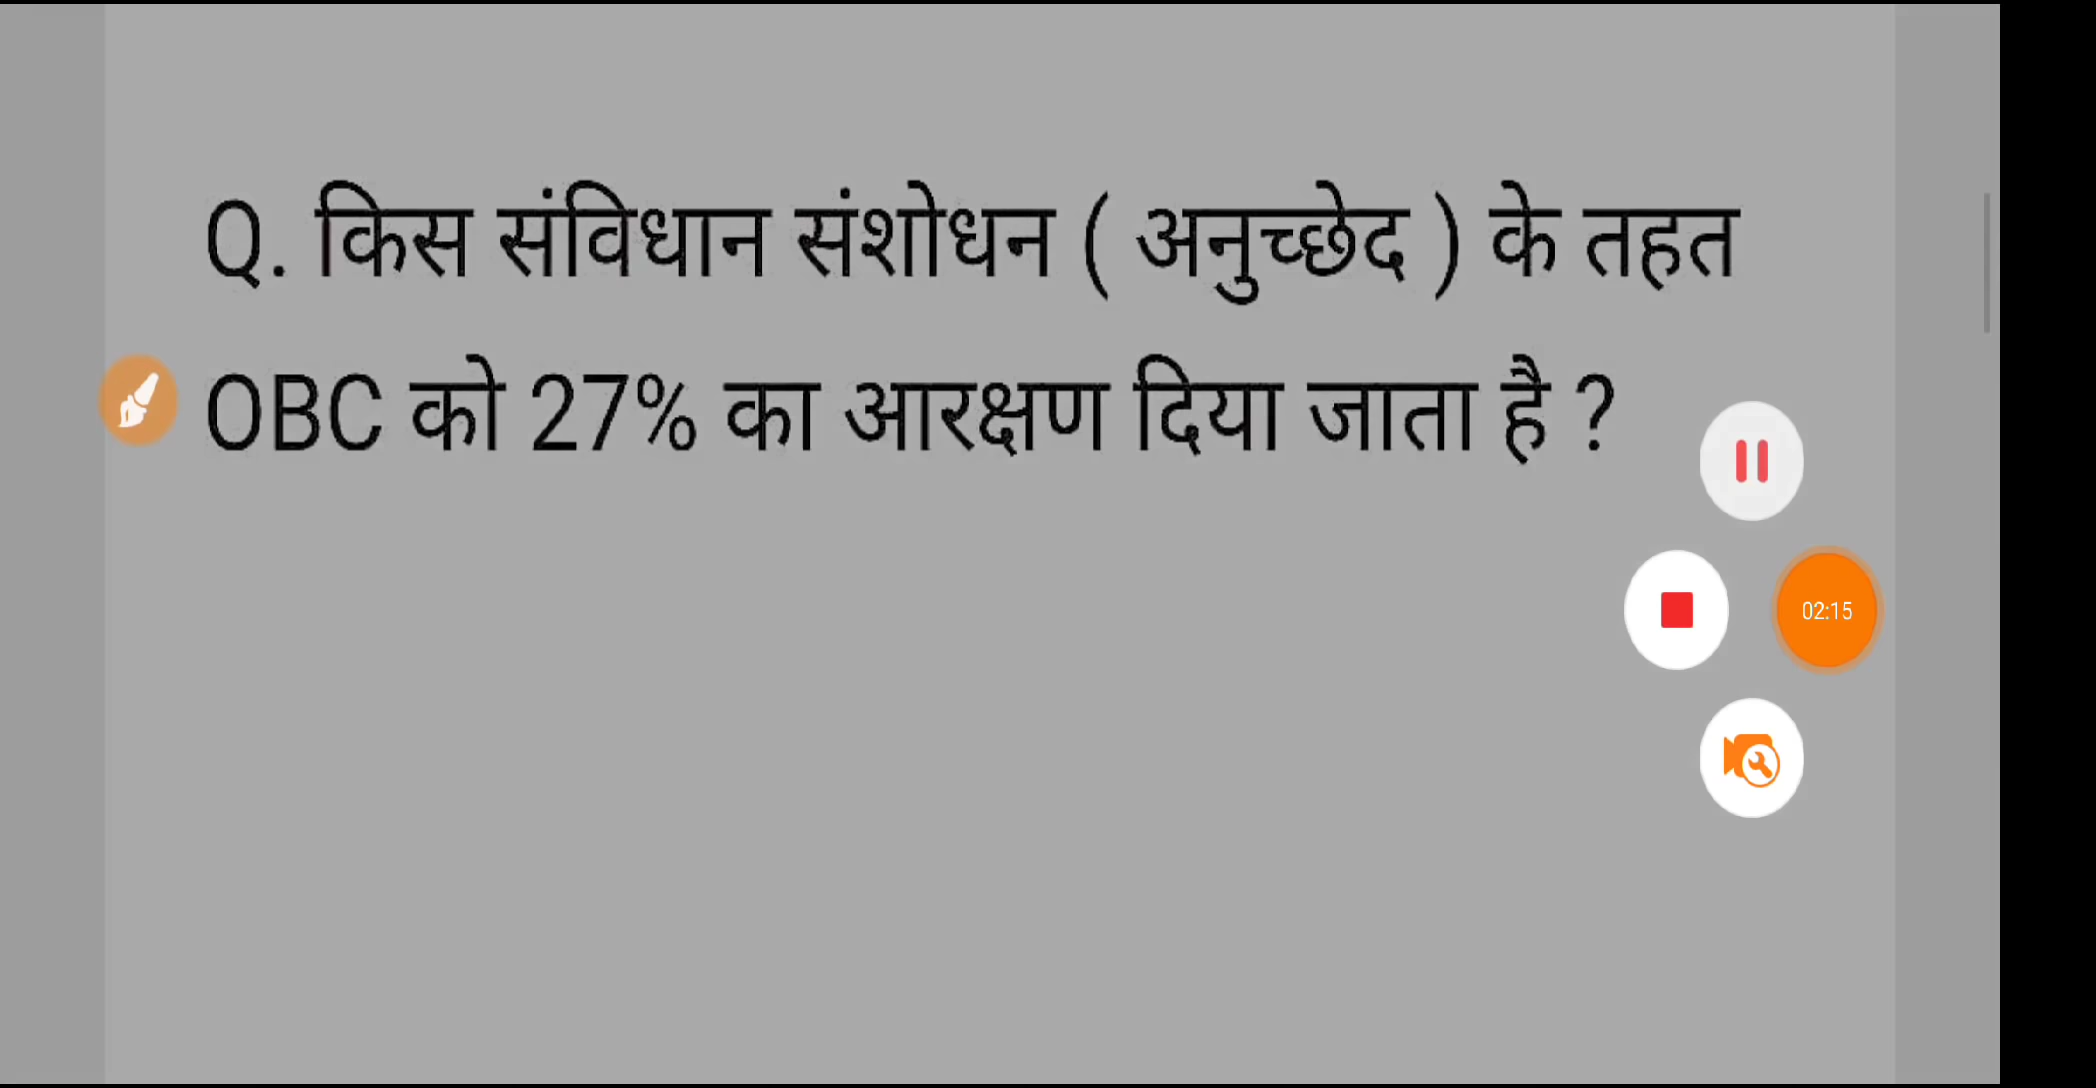 Q. किस संविधान संशोधन ( अनुच्छेद ) के तहत
OBC को 27% का आरक्षण दिया जाता है ?
02:15